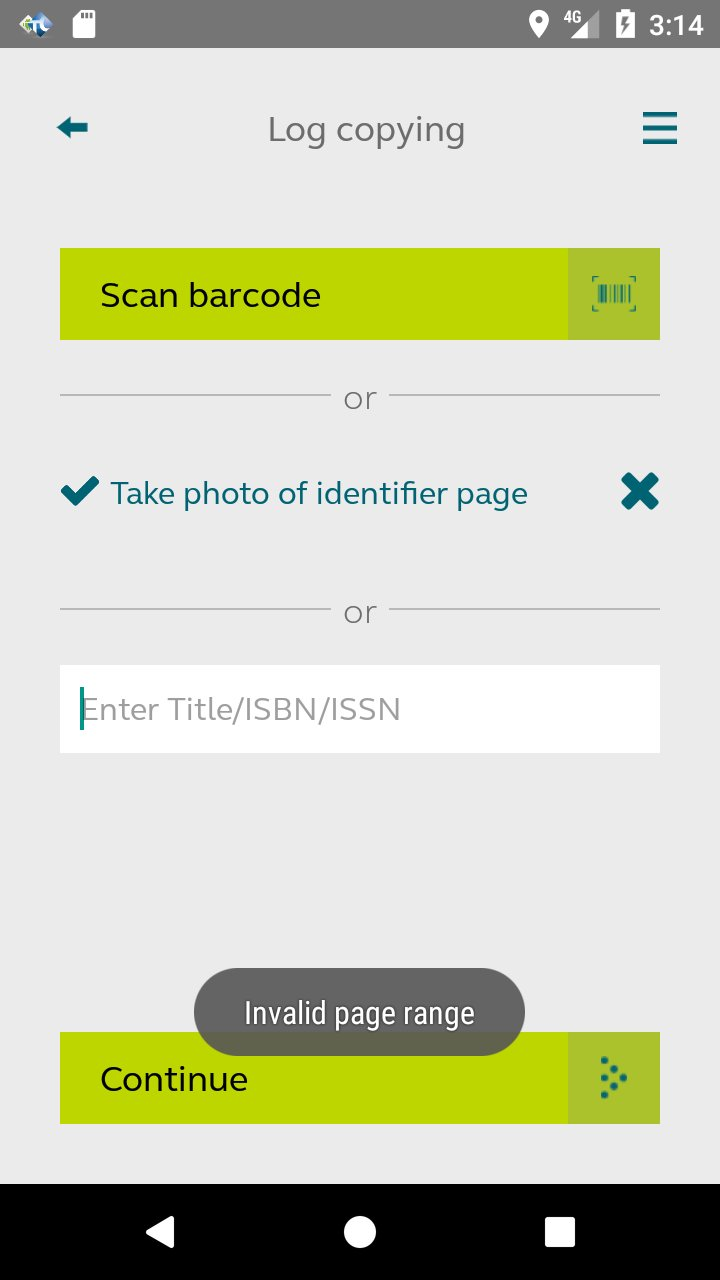 4G 3:14
Log copying
Scan barcode
or
Take photo of identifier page
or
Enter Title/ISBN/ISSN
Invalid page range
Continue